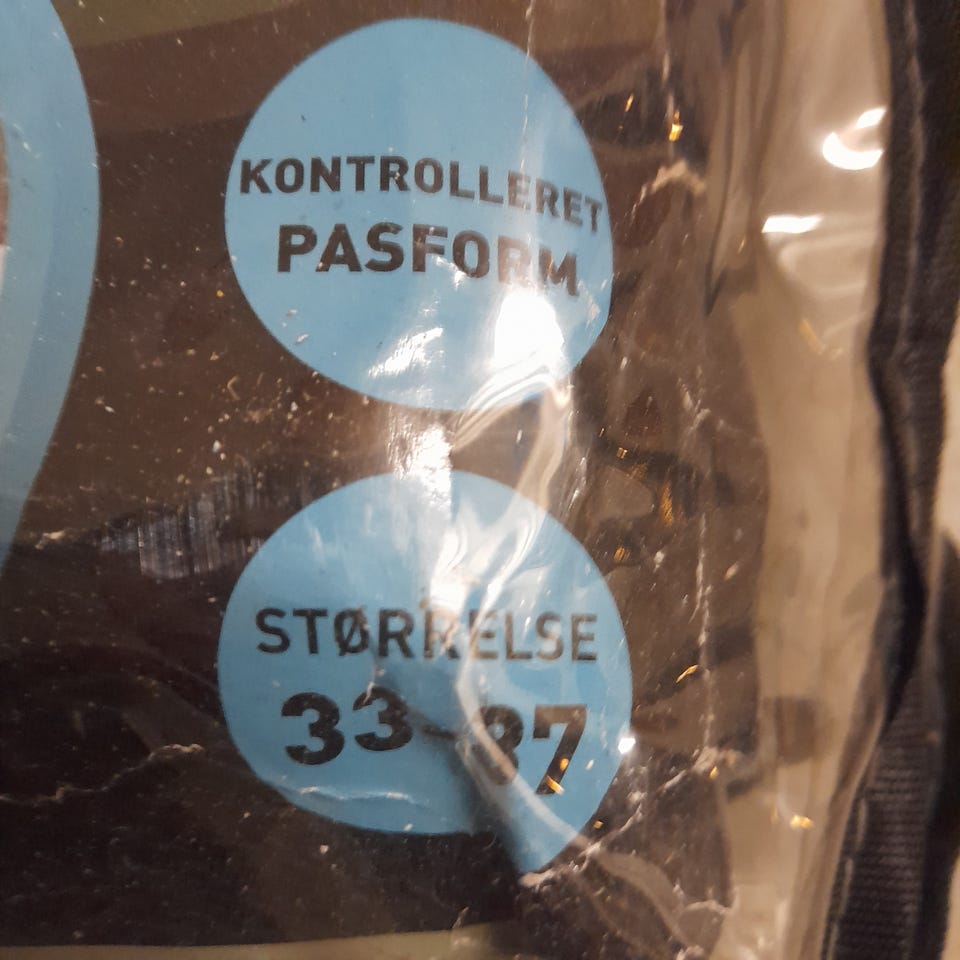 KONTROLLERET
PASFORM
STØRRELSE
33-37